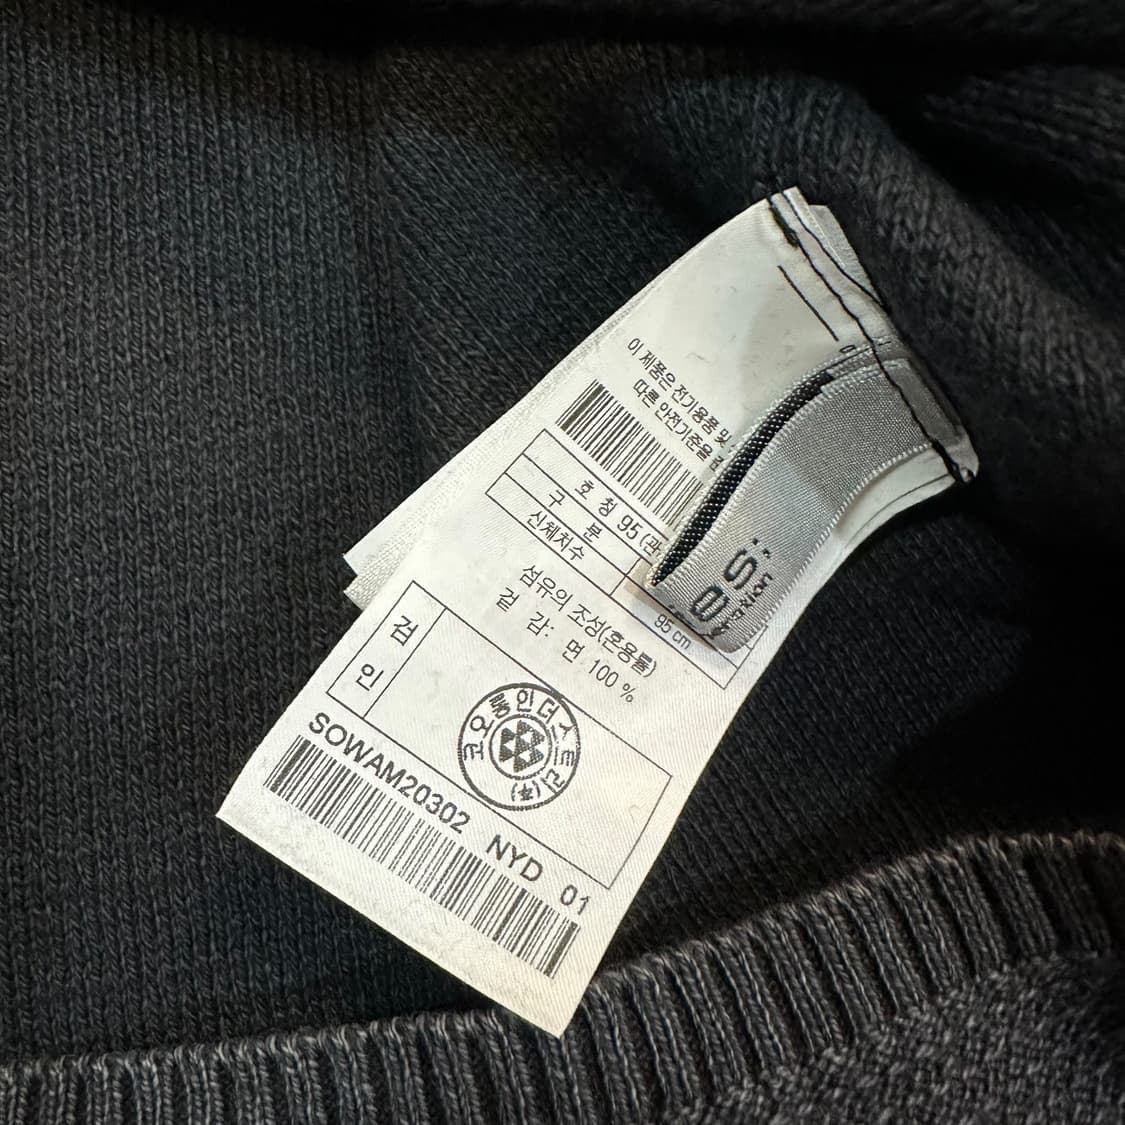 이 제품은 전기용품 및
따른 안전기준을
호 칭 95
구 분
신체치수
95 cm
섬유의 조성(혼용률)
겉 감: 면 100 %
검 인
코오롱인더스트리(주)
SOWAM20302 NYD 01